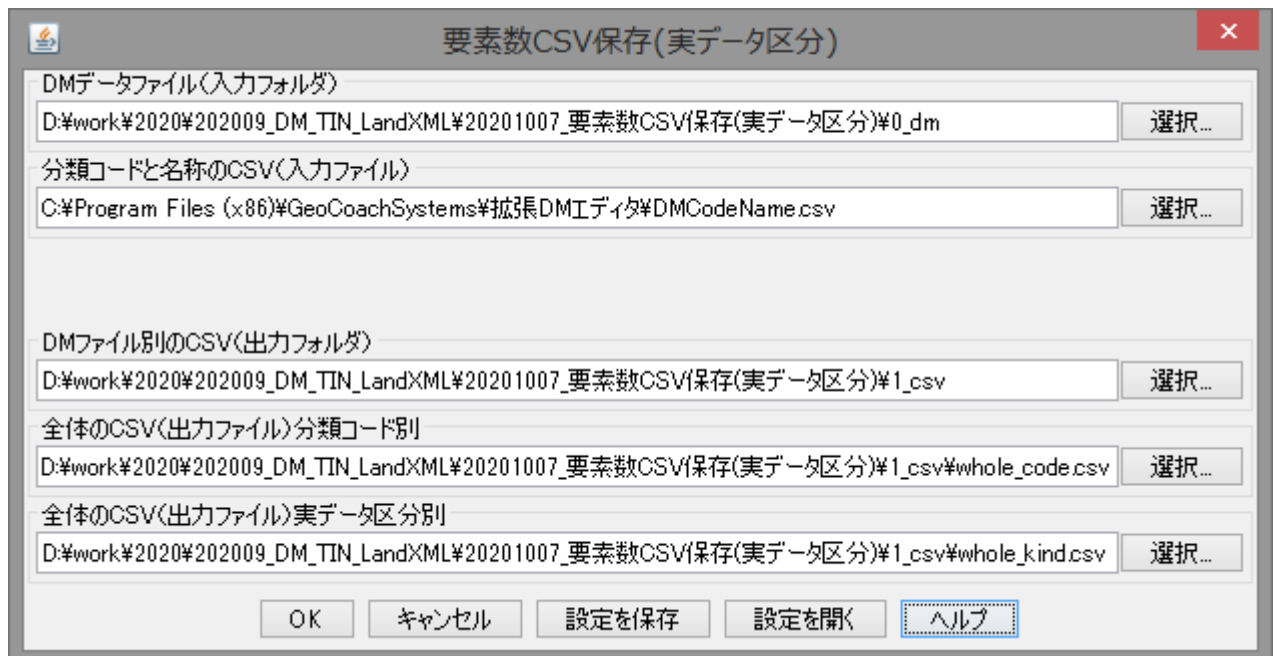 要素数CSV保存(実データ区分)
DMデータファイル(入力フォルダ)
D:¥work¥2020¥202009_DM_TIN_LandXML¥20201007_要素数CSV保存(実データ区分)¥0_dm
選択...
分類コードと名称のCSV(入力ファイル)
C:¥Program Files (x86)¥GeoCoachSystems¥拡張DMエディタ¥DMCodeName.csv
選択...
DMファイル別のCSV(出力フォルダ)
D:¥work¥2020¥202009_DM_TIN_LandXML¥20201007_要素数CSV保存(実データ区分)¥1_csv
選択...
全体のCSV(出力ファイル)分類コード別
D:¥work¥2020¥202009_DM_TIN_LandXML¥20201007_要素数CSV保存(実データ区分)¥1_csv¥whole_code.csv
選択...
全体のCSV(出力ファイル)実データ区分別
D:¥work¥2020¥202009_DM_TIN_LandXML¥20201007_要素数CSV保存(実データ区分)¥1_csv¥whole_kind.csv
選択...
OK キャンセル 設定を保存 設定を開く ヘルプ